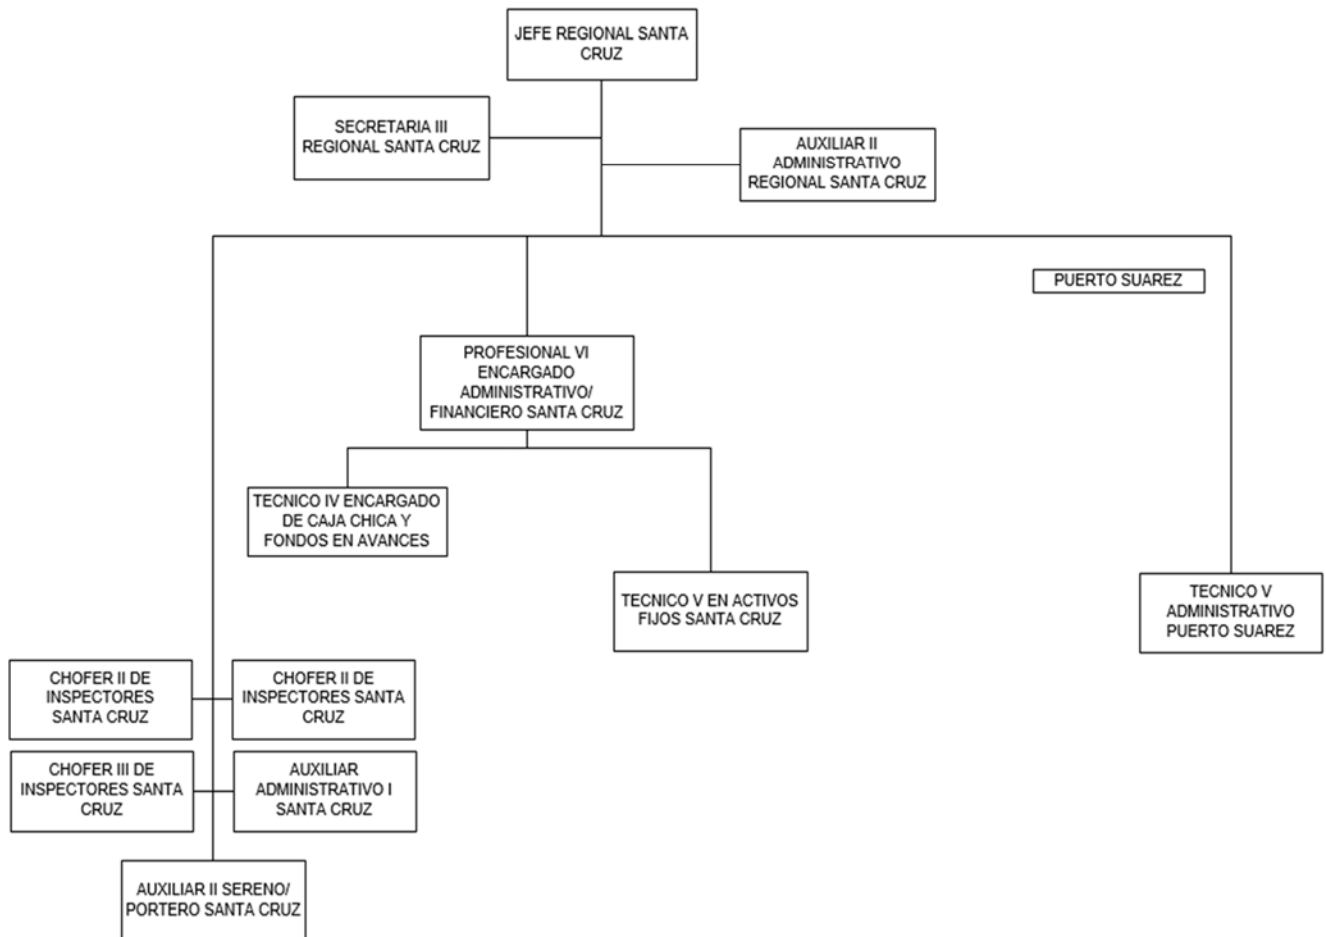 JEFE REGIONAL SANTA
CRUZ
SECRETARIA III
REGIONAL SANTA CRUZ
AUXILIAR II
ADMINISTRATIVO
REGIONAL SANTA CRUZ
PUERTO SUAREZ
PROFESIONAL VI
ENCARGADO
ADMINISTRATIVO/
FINANCIERO SANTA CRUZ
TECNICO IV ENCARGADO
DE CAJA CHICA Y
FONDOS EN AVANCES
TECNICO V EN ACTIVOS
FIJOS SANTA CRUZ
TECNICO V
ADMINISTRATIVO
PUERTO SUAREZ
CHOFER II DE
INSPECTORES
SANTA CRUZ
CHOFER II DE
INSPECTORES SANTA
CRUZ
CHOFER III DE
INSPECTORES SANTA
CRUZ
AUXILIAR
ADMINISTRATIVO I
SANTA CRUZ
AUXILIAR II SERENO/
PORTERO SANTA CRUZ